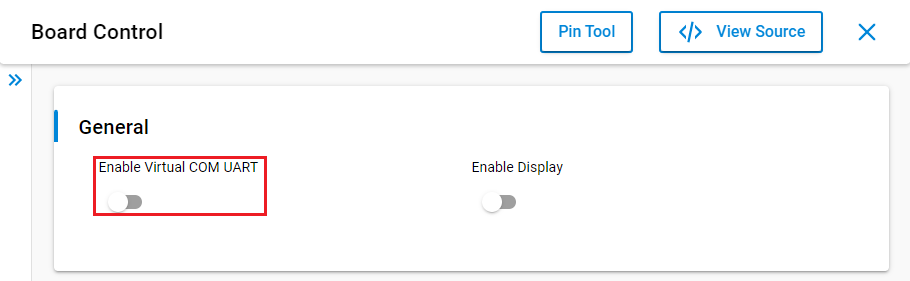 Board Control
Pin Tool
</> View Source
General
Enable Virtual COM UART
Enable Display